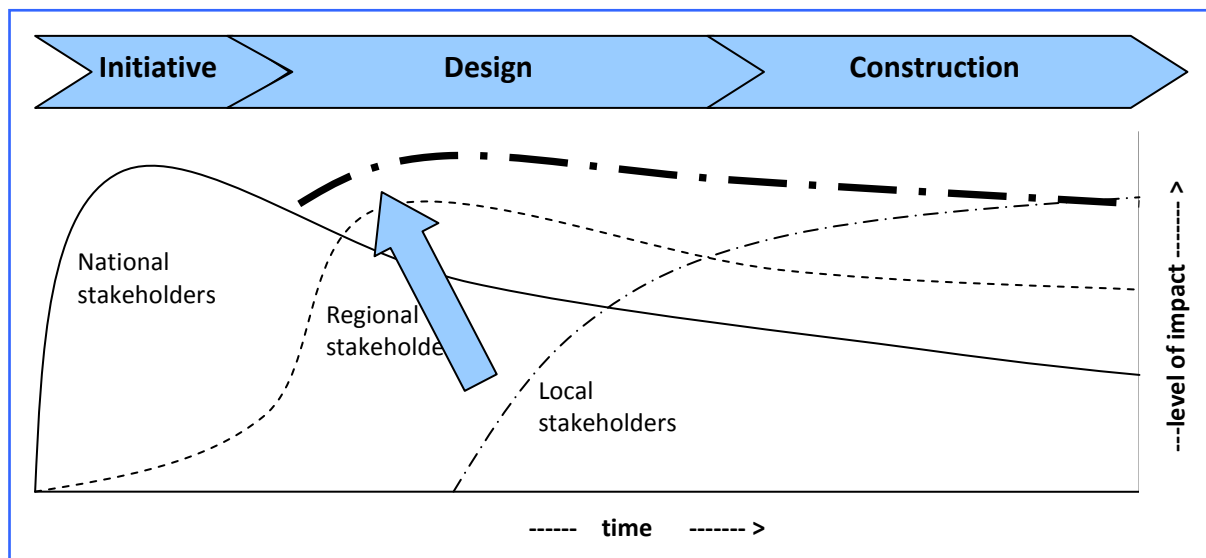 Initiative
Design
Construction
National
stakeholders
Regional
stakeholde
Local
stakeholders
---level of impact -------- >
------ time ------- >